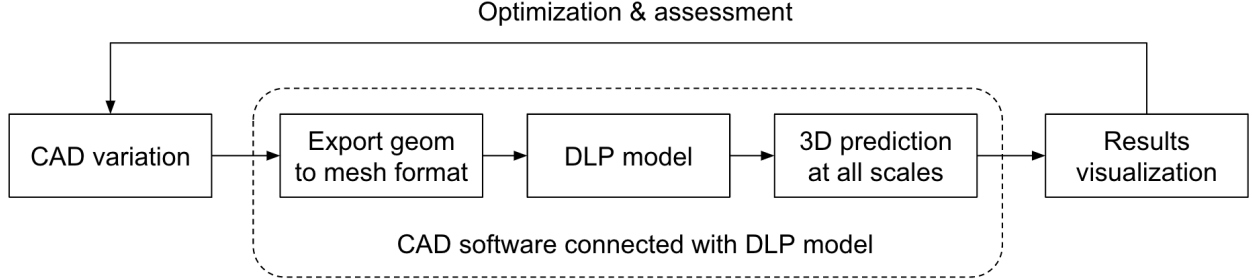 Optimization & assessment
CAD variation
Export geom
to mesh format
DLP model
3D prediction
at all scales
Results
visualization
CAD software connected with DLP model